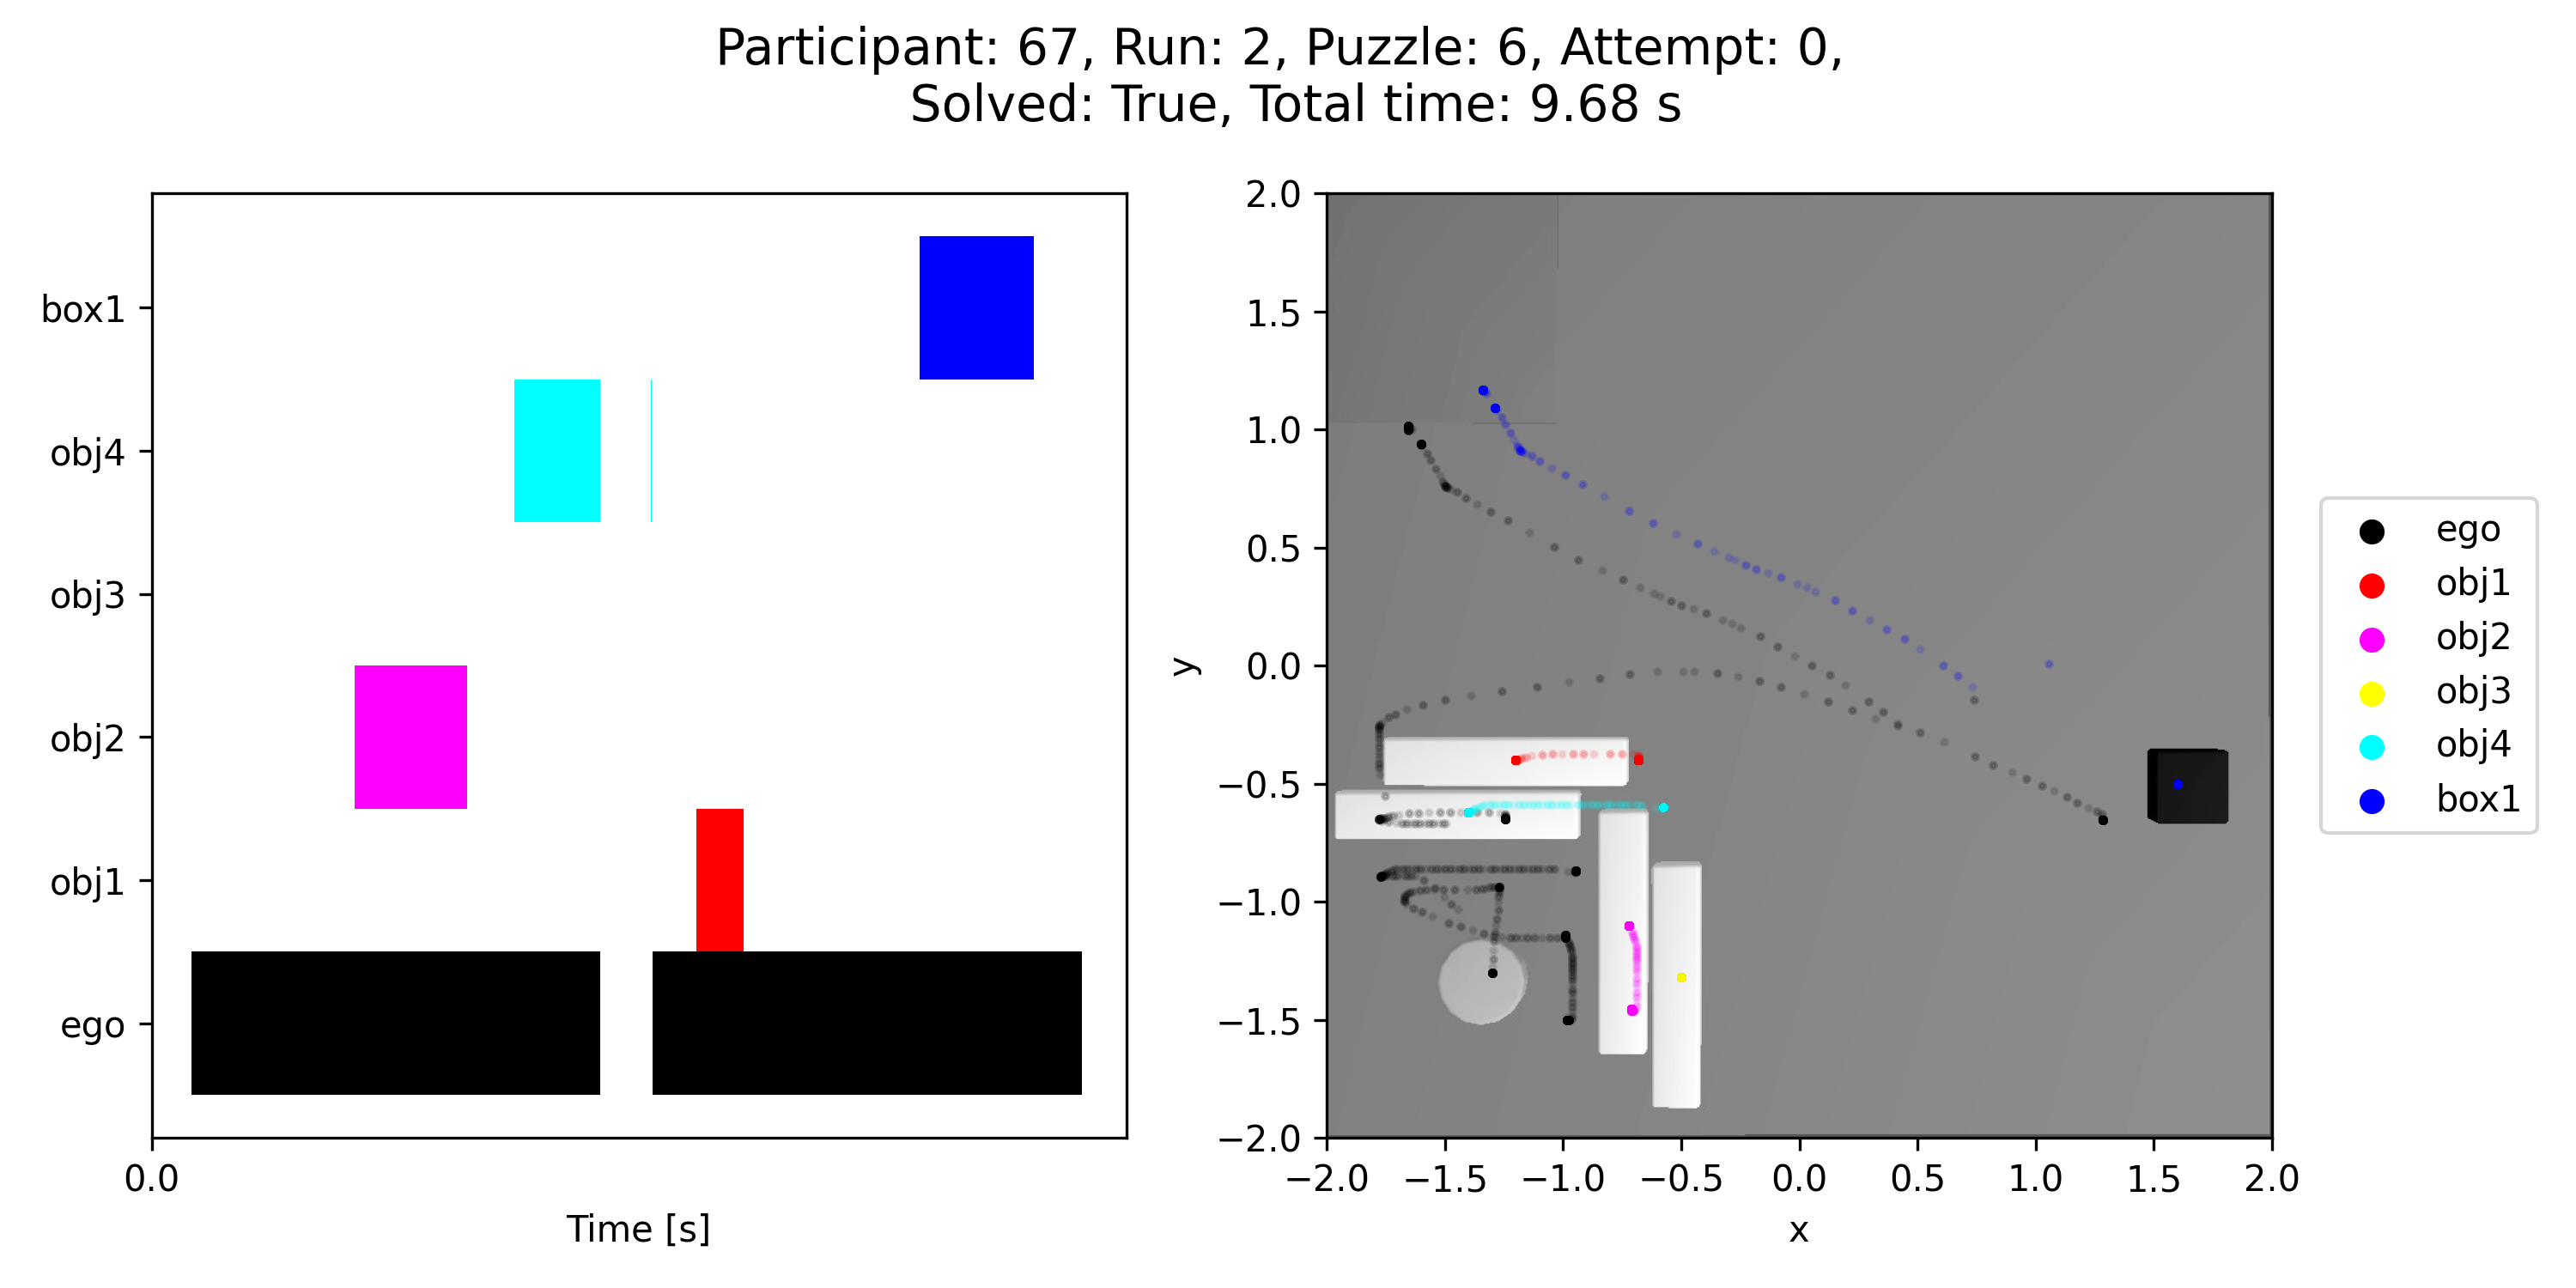 Participant: 67, Run: 2, Puzzle: 6, Attempt: 0,
Solved: True, Total time: 9.68 s
box1
obj4
obj3
obj2
obj1
ego
0.0
Time [s]
2.0
1.5
1.0
0.5
0.0
−0.5
−1.0
−1.5
−2.0
y
−2.0 −1.5 −1.0 −0.5 0.0 0.5 1.0 1.5 2.0
x
ego
obj1
obj2
obj3
obj4
box1